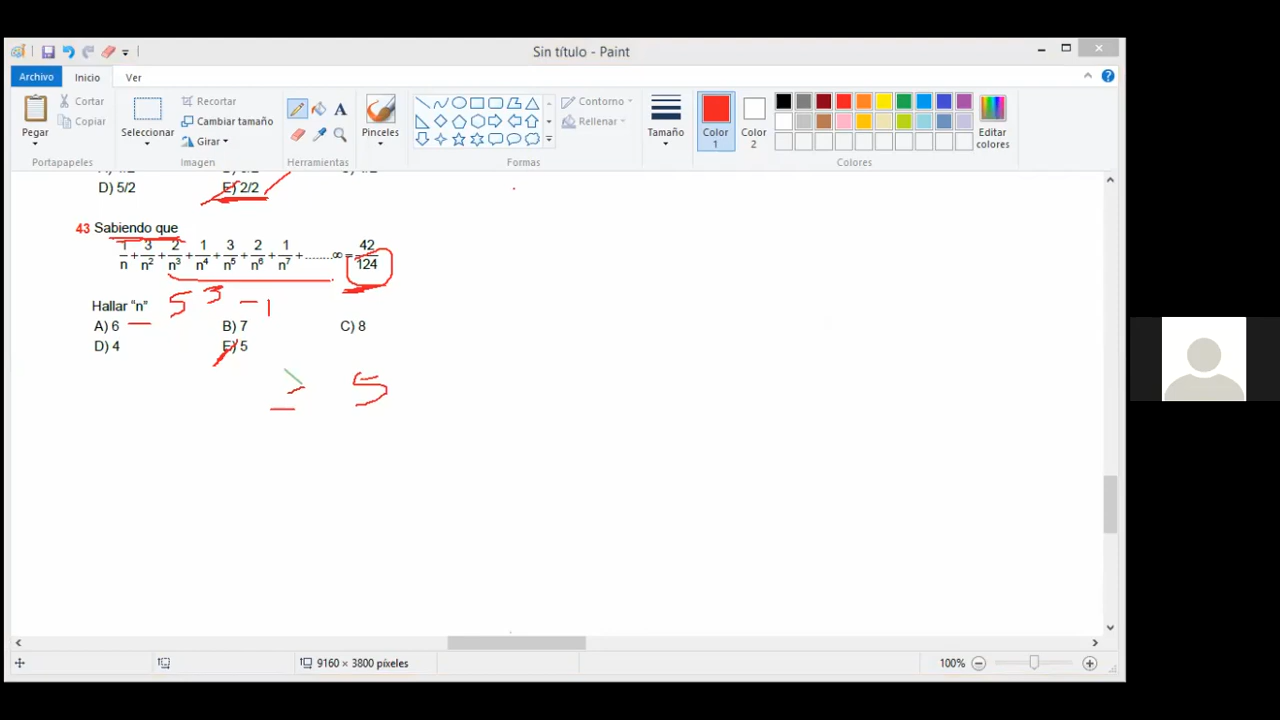 Sin título - Paint
Archivo Inicio Ver
Pegar
Cortar
Copiar
Portapapeles
Seleccionar
Recortar
Cambiar tamaño
Girar
Imagen
A
Herramientas
Pinceles
Contorno
Rellenar
Formas
Tamaño
Color 1
Color 2
Editar colores
Colores
D) 5/2 E) 2/2
43 Sabiendo que
1/n + 3/n² + 2/n³ + 1/n⁴ + 3/n⁵ + 2/n⁶ + 1/n⁷ + ........∞ = 42/124
5 3 - 1
Hallar “n”
A) 6 B) 7 C) 8
D) 4 E) 5
> 5
9160 × 3800 píxeles 100%